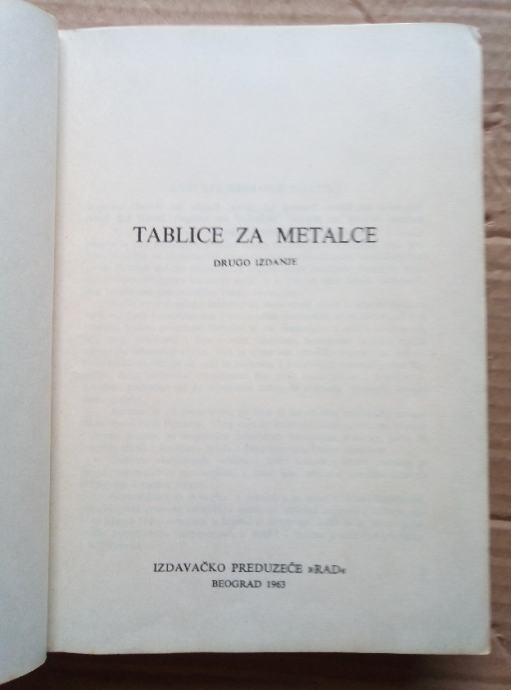 TABLICE ZA METALCE
DRUGO IZDANJE
IZDAVAČKO PREDUZEĆE »RAD«
BEOGRAD 1963